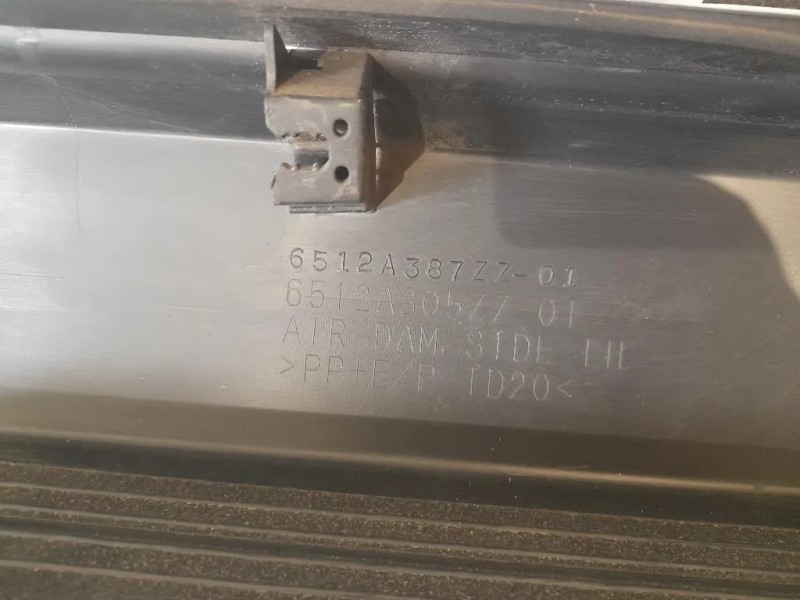 6512A387ZZ-01
6512A305ZZ 01
AIR DAM, SIDE LH
>PP+E/P TD20<